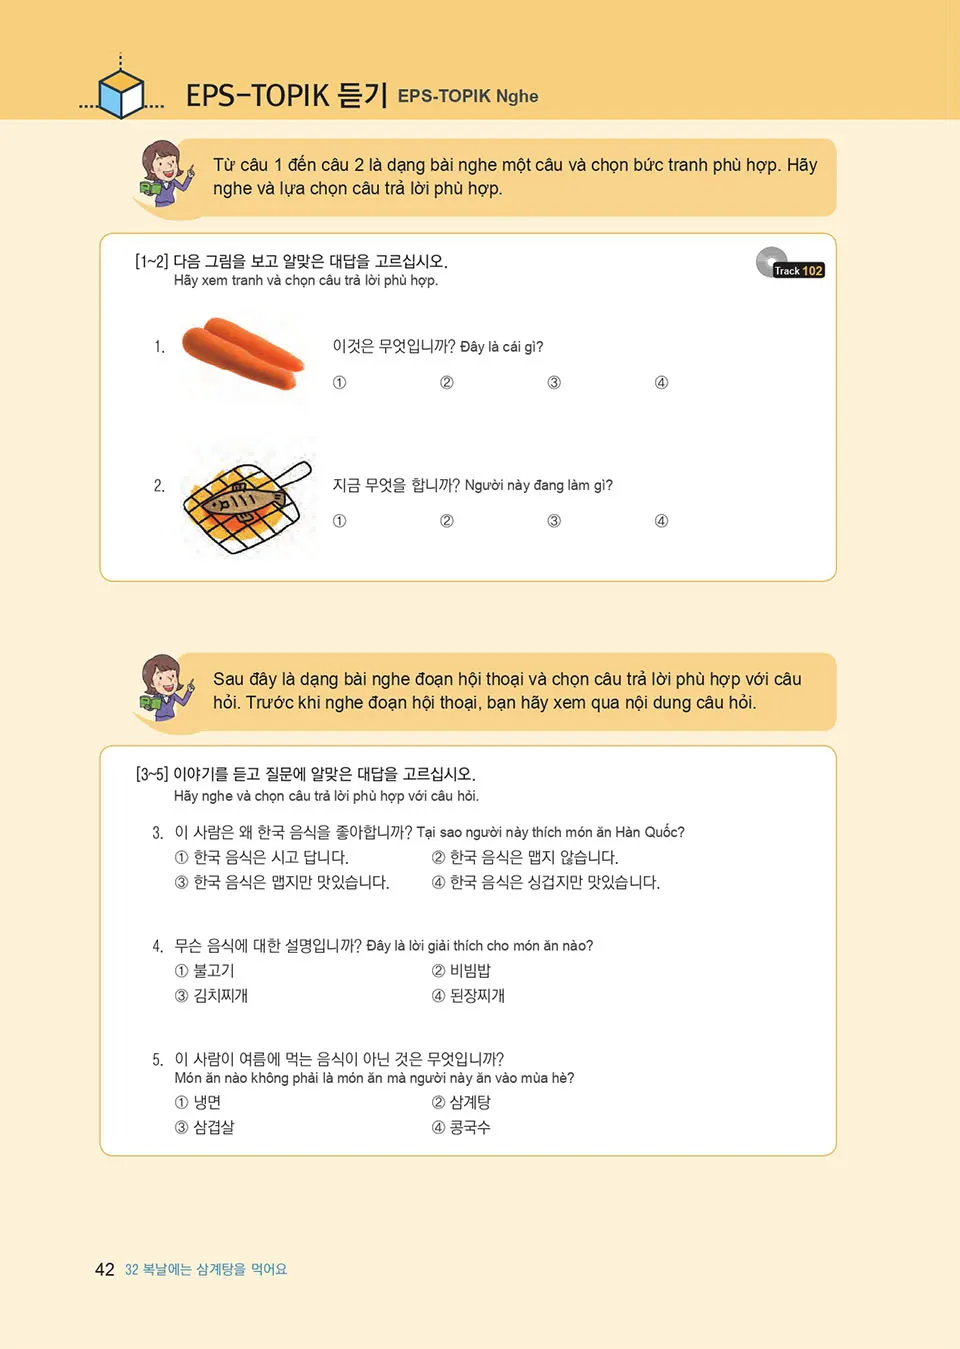 EPS-TOPIK 듣기 EPS-TOPIK Nghe
Từ câu 1 đến câu 2 là dạng bài nghe một câu và chọn bức tranh phù hợp. Hãy
nghe và lựa chọn câu trả lời phù hợp.
[1~2] 다음 그림을 보고 알맞은 대답을 고르십시오.
Hãy xem tranh và chọn câu trả lời phù hợp.
Track 102
1. 이것은 무엇입니까? Đây là cái gì?
① ② ③ ④
2. 지금 무엇을 합니까? Người này đang làm gì?
① ② ③ ④
Sau đây là dạng bài nghe đoạn hội thoại và chọn câu trả lời phù hợp với câu
hỏi. Trước khi nghe đoạn hội thoại, bạn hãy xem qua nội dung câu hỏi.
[3~5] 이야기를 듣고 질문에 알맞은 대답을 고르십시오.
Hãy nghe và chọn câu trả lời phù hợp với câu hỏi.
3. 이 사람은 왜 한국 음식을 좋아합니까? Tại sao người này thích món ăn Hàn Quốc?
① 한국 음식은 시고 답니다. ② 한국 음식은 맵지 않습니다.
③ 한국 음식은 맵지만 맛있습니다. ④ 한국 음식은 싱겁지만 맛있습니다.
4. 무슨 음식에 대한 설명입니까? Đây là lời giải thích cho món ăn nào?
① 불고기 ② 비빔밥
③ 김치찌개 ④ 된장찌개
5. 이 사람이 여름에 먹는 음식이 아닌 것은 무엇입니까?
Món ăn nào không phải là món ăn mà người này ăn vào mùa hè?
① 냉면 ② 삼계탕
③ 삼겹살 ④ 콩국수
42 32 복날에는 삼계탕을 먹어요